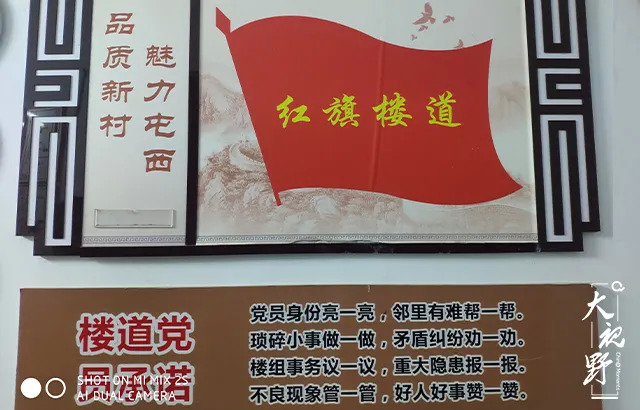 品质新村
魅力屯西
红旗楼道
楼道党
员承诺
党员身份亮一亮，邻里有难帮一帮。
琐碎小事做一做，矛盾纠纷劝一劝。
楼组事务议一议，重大隐患报一报。
不良现象管一管，好人好事赞一赞。
大视野
SHOT ON MI MIX 2S
AI DUAL CAMERA